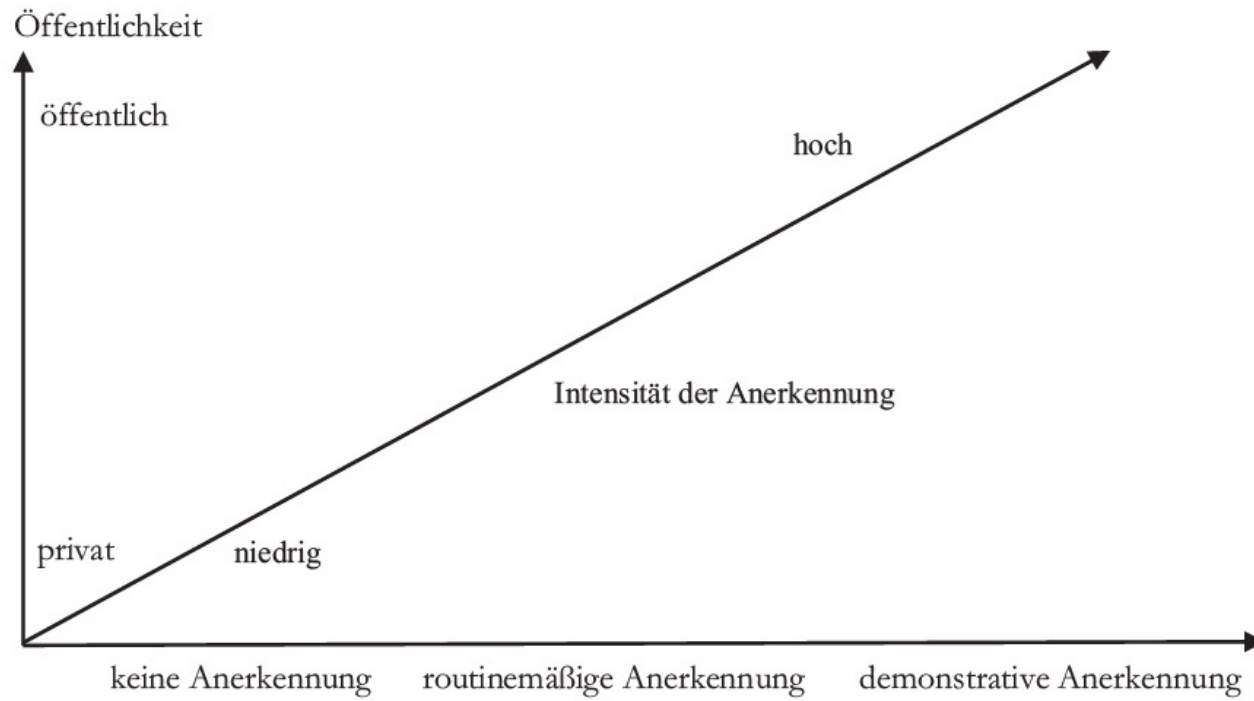 Öffentlichkeit
öffentlich
hoch
Intensität der Anerkennung
privat
niedrig
keine Anerkennung
routinemäßige Anerkennung
demonstrative Anerkennung